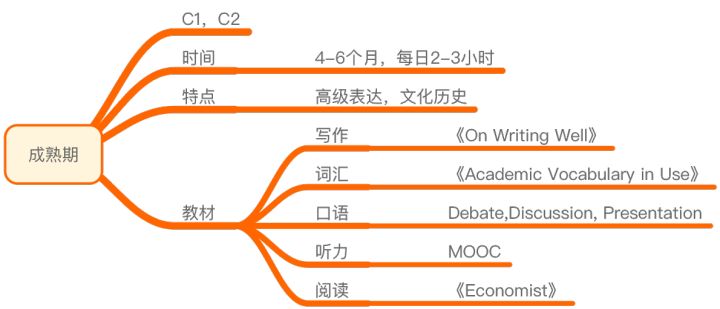 成熟期
C1，C2
时间
4-6个月，每日2-3小时
特点
高级表达，文化历史
教材
写作
《On Writing Well》
词汇
《Academic Vocabulary in Use》
口语
Debate,Discussion, Presentation
听力
MOOC
阅读
《Economist》